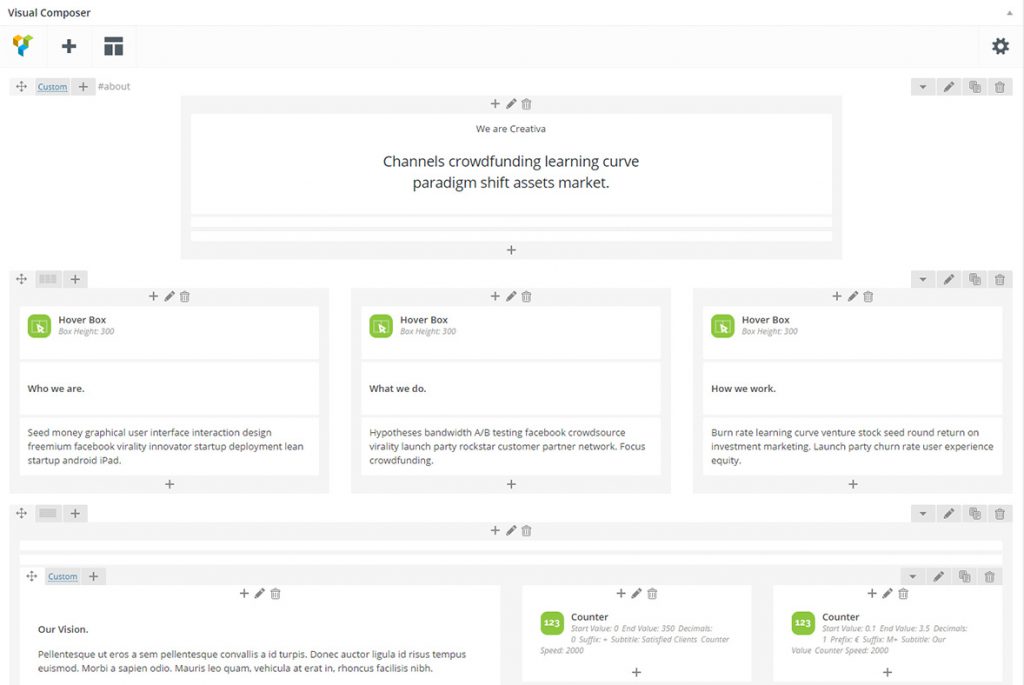 Visual Composer
Custom
#about
We are Creativa
Channels crowdfunding learning curve
paradigm shift assets market.
Hover Box
Box Height: 300
Who we are.
Seed money graphical user interface interaction design
freemium facebook virality innovator startup deployment lean
startup android iPad.
Hover Box
Box Height: 300
What we do.
Hypotheses bandwidth A/B testing facebook crowdsource
virality launch party rockstar customer partner network. Focus
crowdfunding.
Hover Box
Box Height: 300
How we work.
Burn rate learning curve venture stock seed round return on
investment marketing. Launch party churn rate user experience
equity.
Custom
Our Vision.
Pellentesque ut eros a sem pellentesque convallis a id turpis. Donec auctor ligula id risus tempus
euismod. Morbi a sapien odio. Mauris leo quam, vehicula at erat in, rhoncus facilisis nibh.
123
Counter
Start Value: 0 End Value: 350 Decimals:
0 Suffix: + Subtitle: Satisfied Clients Counter
Speed: 2000
123
Counter
Start Value: 0.1 End Value: 3.5 Decimals:
1 Prefix: € Suffix: M+ Subtitle: Our
Value Counter Speed: 2000